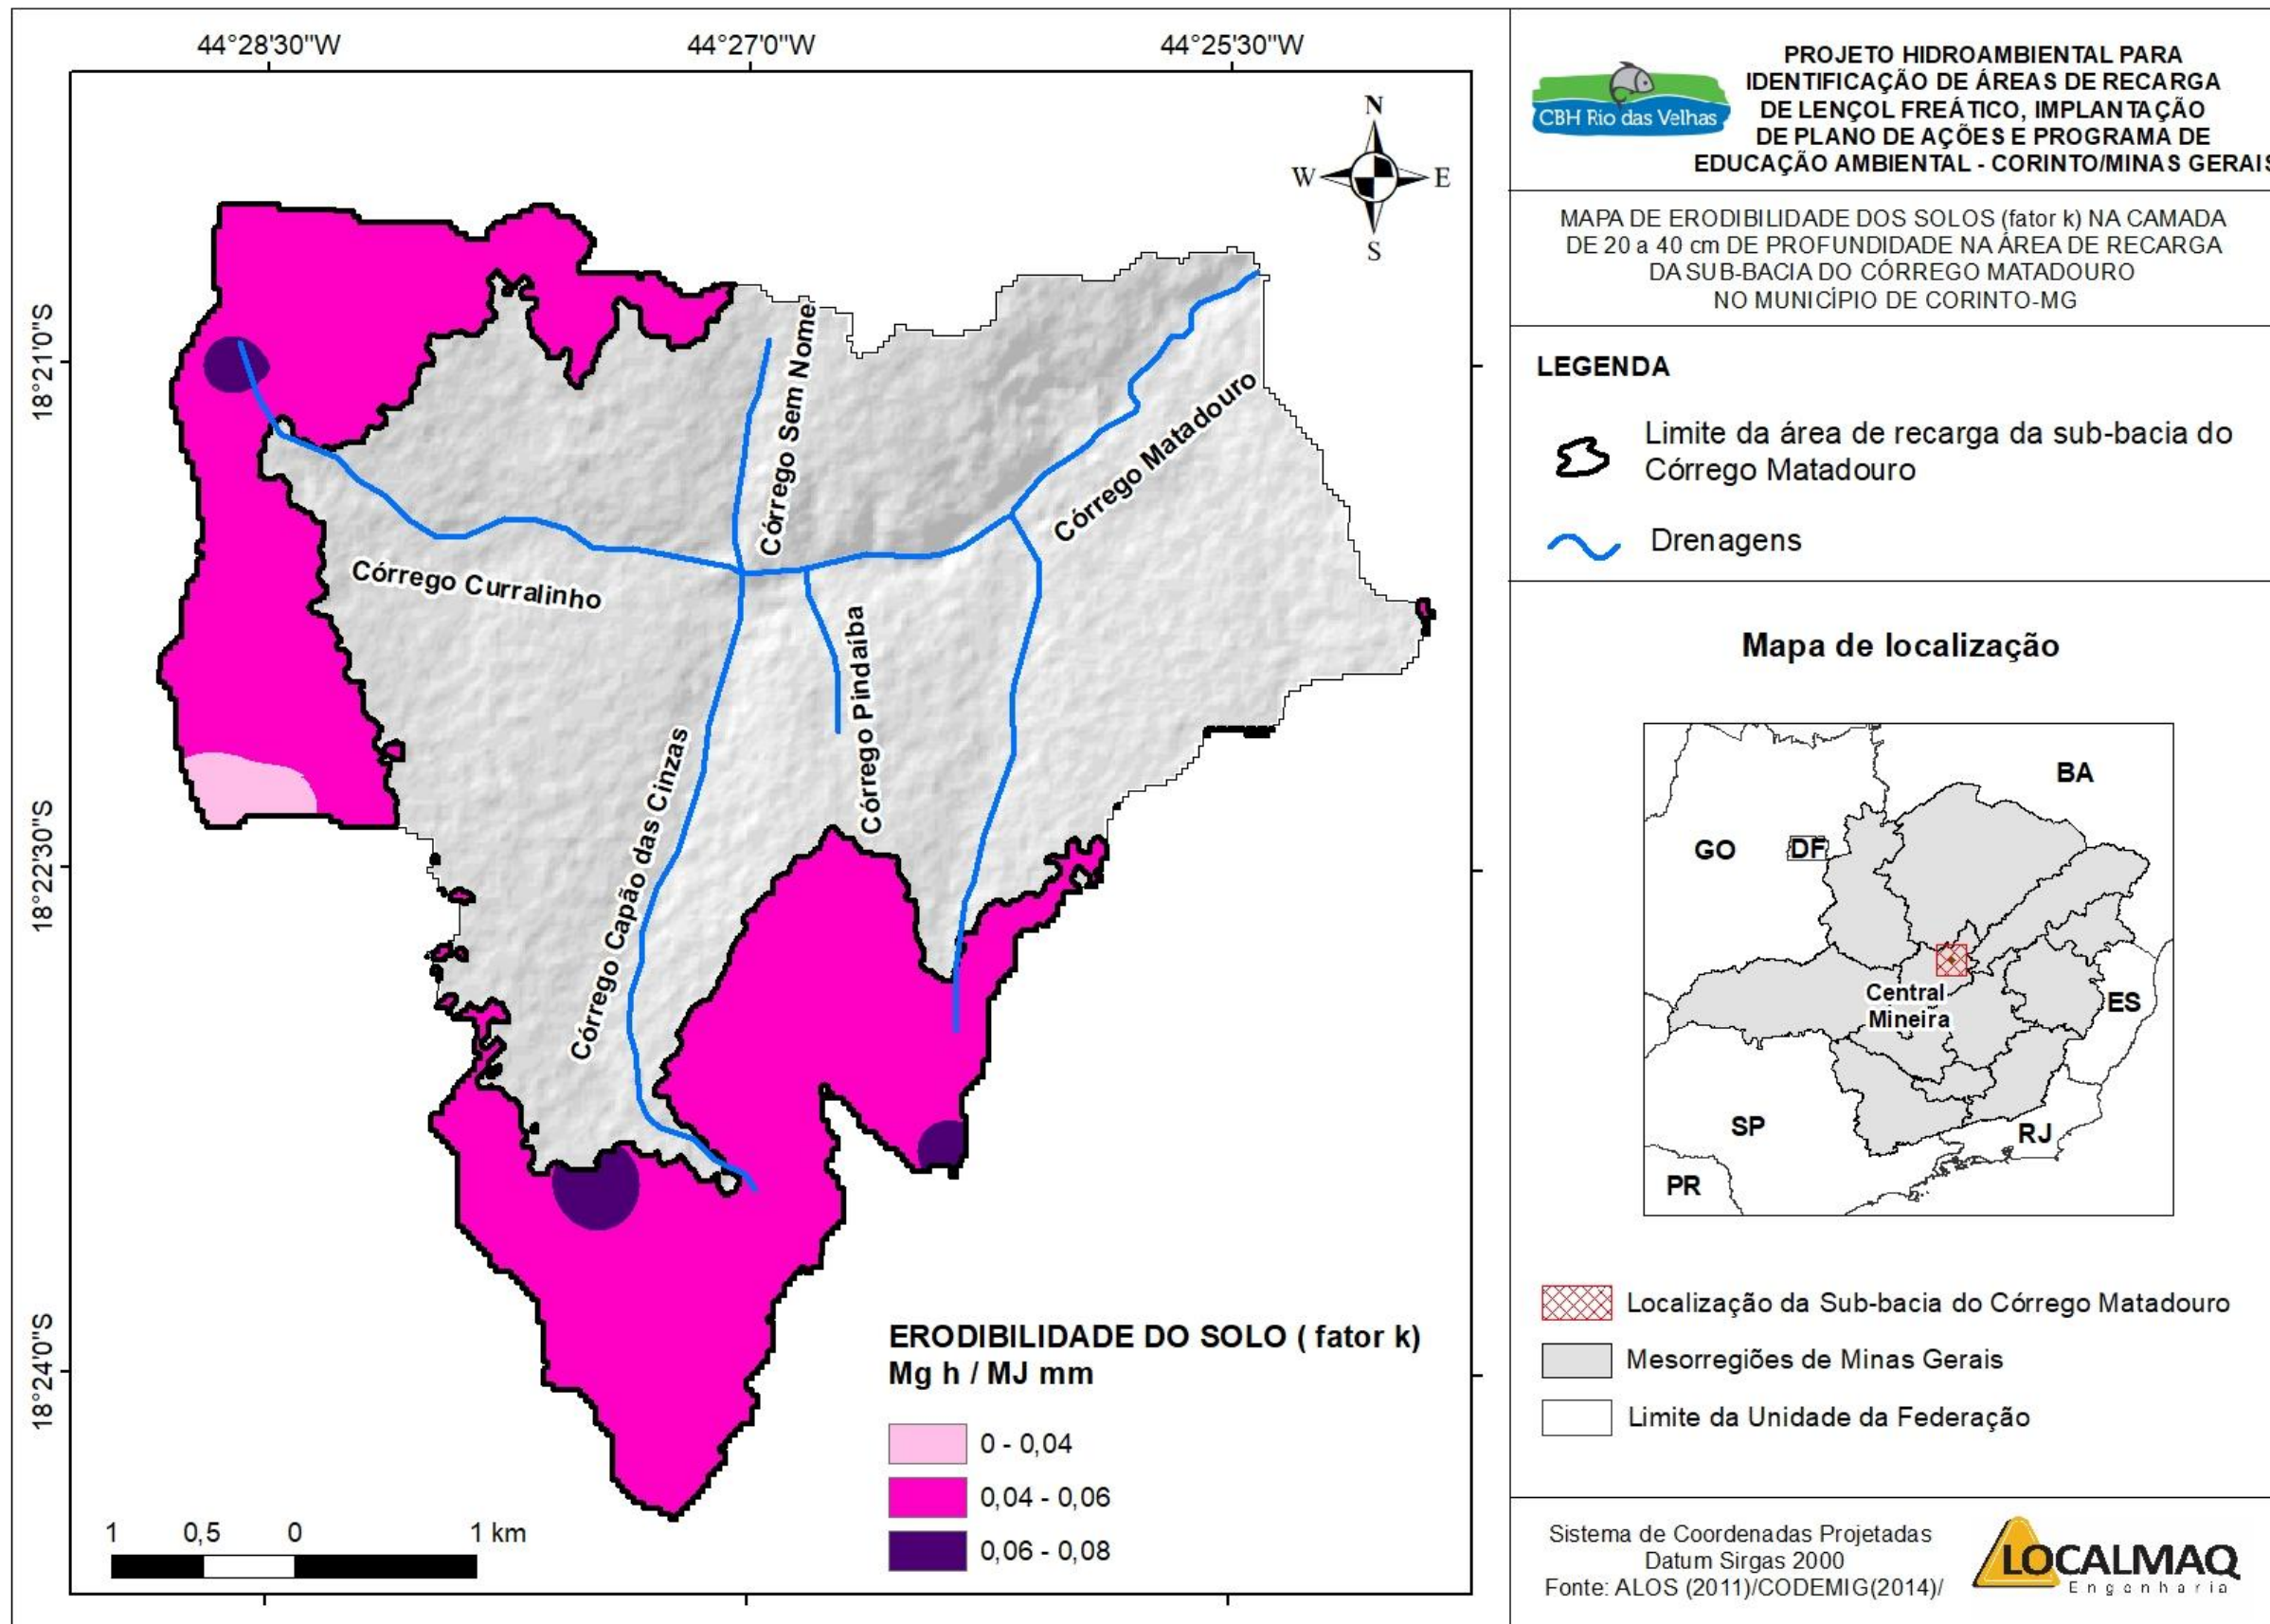 44°28'30"W
44°27'0"W
44°25'30"W
18°21'0"S
18°22'30"S
18°24'0"S
N
W
E
S
Córrego Sem Nome
Córrego Matadouro
Córrego Curralinho
Córrego Pindaíba
Córrego Capão das Cinzas
ERODIBILIDADE DO SOLO ( fator k)
Mg h / MJ mm
0 - 0,04
0,04 - 0,06
0,06 - 0,08
1
0,5
0
1 km
CBH Rio das Velhas
PROJETO HIDROAMBIENTAL PARA
IDENTIFICAÇÃO DE ÁREAS DE RECARGA
DE LENÇOL FREÁTICO, IMPLANTAÇÃO
DE PLANO DE AÇÕES E PROGRAMA DE
EDUCAÇÃO AMBIENTAL - CORINTO/MINAS GERAIS
MAPA DE ERODIBILIDADE DOS SOLOS (fator k) NA CAMADA
DE 20 a 40 cm DE PROFUNDIDADE NA ÁREA DE RECARGA
DA SUB-BACIA DO CÓRREGO MATADOURO
NO MUNICÍPIO DE CORINTO-MG
LEGENDA
Limite da área de recarga da sub-bacia do
Córrego Matadouro
Drenagens
Mapa de localização
BA
GO
DF
Central
Mineira
ES
SP
RJ
PR
Localização da Sub-bacia do Córrego Matadouro
Mesorregiões de Minas Gerais
Limite da Unidade da Federação
Sistema de Coordenadas Projetadas
Datum Sirgas 2000
Fonte: ALOS (2011)/CODEMIG(2014)/
LOCALMAQ
Engenharia